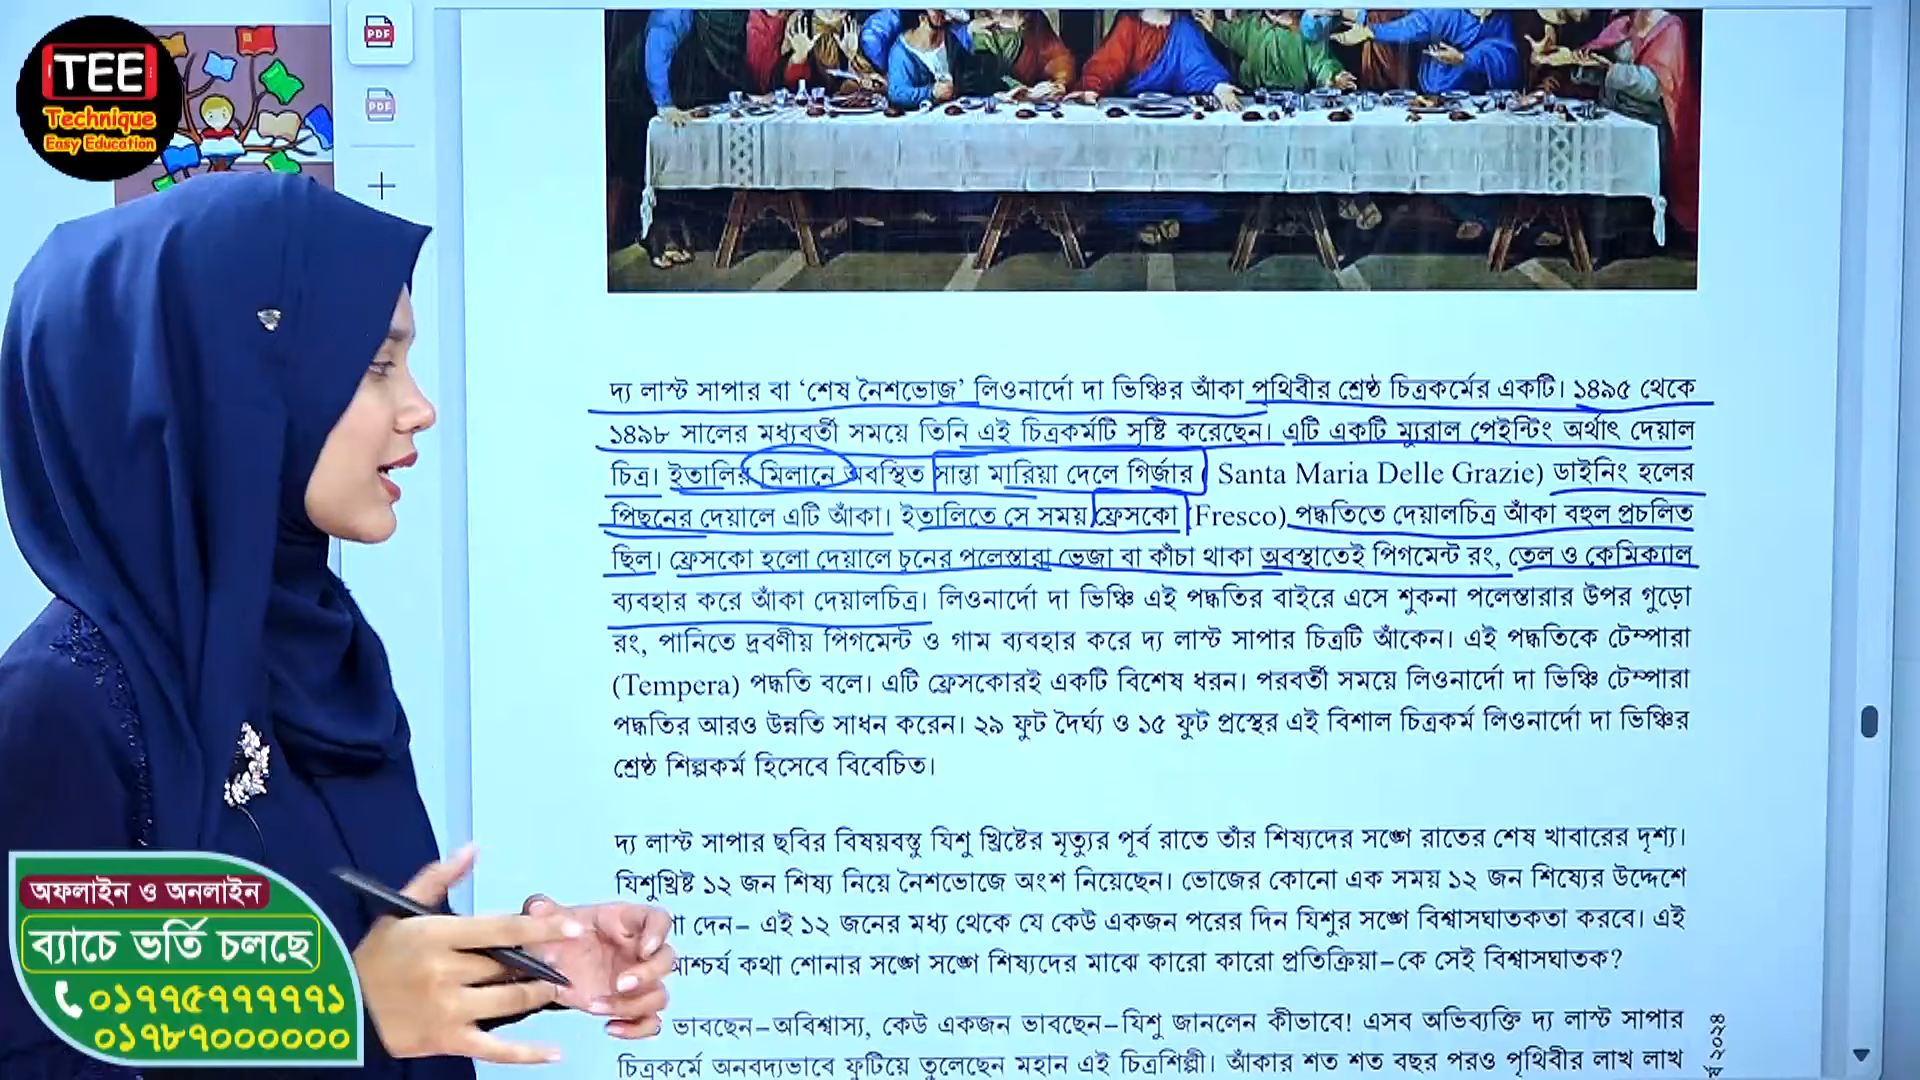 TEE
Technique
Easy Education
PDF
PDF
দ্য লাস্ট সাপার বা ‘শেষ নৈশভোজ’ লিওনার্দো দা ভিঞ্চির আঁকা পৃথিবীর শ্রেষ্ঠ চিত্রকর্মের একটি। ১৪৯৫ থেকে
১৪৯৮ সালের মধ্যবর্তী সময়ে তিনি এই চিত্রকর্মটি সৃষ্টি করেছেন। এটি একটি ম্যুরাল পেইন্টিং অর্থাৎ দেয়াল
চিত্র। ইতালির মিলানে অবস্থিত সান্তা মারিয়া দেলে গির্জার ( Santa Maria Delle Grazie) ডাইনিং হলের
পিছনের দেয়ালে এটি আঁকা। ইতালিতে সে সময় ফ্রেসকো (Fresco) পদ্ধতিতে দেয়ালচিত্র আঁকা বহুল প্রচলিত
ছিল। ফ্রেসকো হলো দেয়ালে চুনের পলেস্তারা ভেজা বা কাঁচা থাকা অবস্থাতেই পিগমেন্ট রং, তেল ও কেমিক্যাল
ব্যবহার করে আঁকা দেয়ালচিত্র। লিওনার্দো দা ভিঞ্চি এই পদ্ধতির বাইরে এসে শুকনা পলেস্তারার উপর গুড়ো
রং, পানিতে দ্রবণীয় পিগমেন্ট ও গাম ব্যবহার করে দ্য লাস্ট সাপার চিত্রটি আঁকেন। এই পদ্ধতিকে টেম্পারা
(Tempera) পদ্ধতি বলে। এটি ফ্রেসকোরই একটি বিশেষ ধরন। পরবর্তী সময়ে লিওনার্দো দা ভিঞ্চি টেম্পারা
পদ্ধতির আরও উন্নতি সাধন করেন। ২৯ ফুট দৈর্ঘ্য ও ১৫ ফুট প্রস্থের এই বিশাল চিত্রকর্ম লিওনার্দো দা ভিঞ্চির
শ্রেষ্ঠ শিল্পকর্ম হিসেবে বিবেচিত।
দ্য লাস্ট সাপার ছবির বিষয়বস্তু যিশু খ্রিষ্টের মৃত্যুর পূর্ব রাতে তাঁর শিষ্যদের সঙ্গে রাতের শেষ খাবারের দৃশ্য।
যিশুখ্রিষ্ট ১২ জন শিষ্য নিয়ে নৈশভোজে অংশ নিয়েছেন। ভোজের কোনো এক সময় ১২ জন শিষ্যের উদ্দেশে
দেন– এই ১২ জনের মধ্য থেকে যে কেউ একজন পরের দিন যিশুর সঙ্গে বিশ্বাসঘাতকতা করবে। এই
আশ্চর্য কথা শোনার সঙ্গে সঙ্গে শিষ্যদের মাঝে কারো কারো প্রতিক্রিয়া–কে সেই বিশ্বাসঘাতক?
ভাবছেন–অবিশ্বাস্য, কেউ একজন ভাবছেন–যিশু জানলেন কীভাবে! এসব অভিব্যক্তি দ্য লাস্ট সাপার
চিত্রকর্মে অনবদ্যভাবে ফুটিয়ে তুলেছেন মহান এই চিত্রশিল্পী। আঁকার শত শত বছর পরও পৃথিবীর লাখ লাখ
২০২৪
অফলাইন ও অনলাইন
ব্যাচে ভর্তি চলছে
০১৭৭৫৭৭৭৭৭১
০১৭৮৭০০০০০০